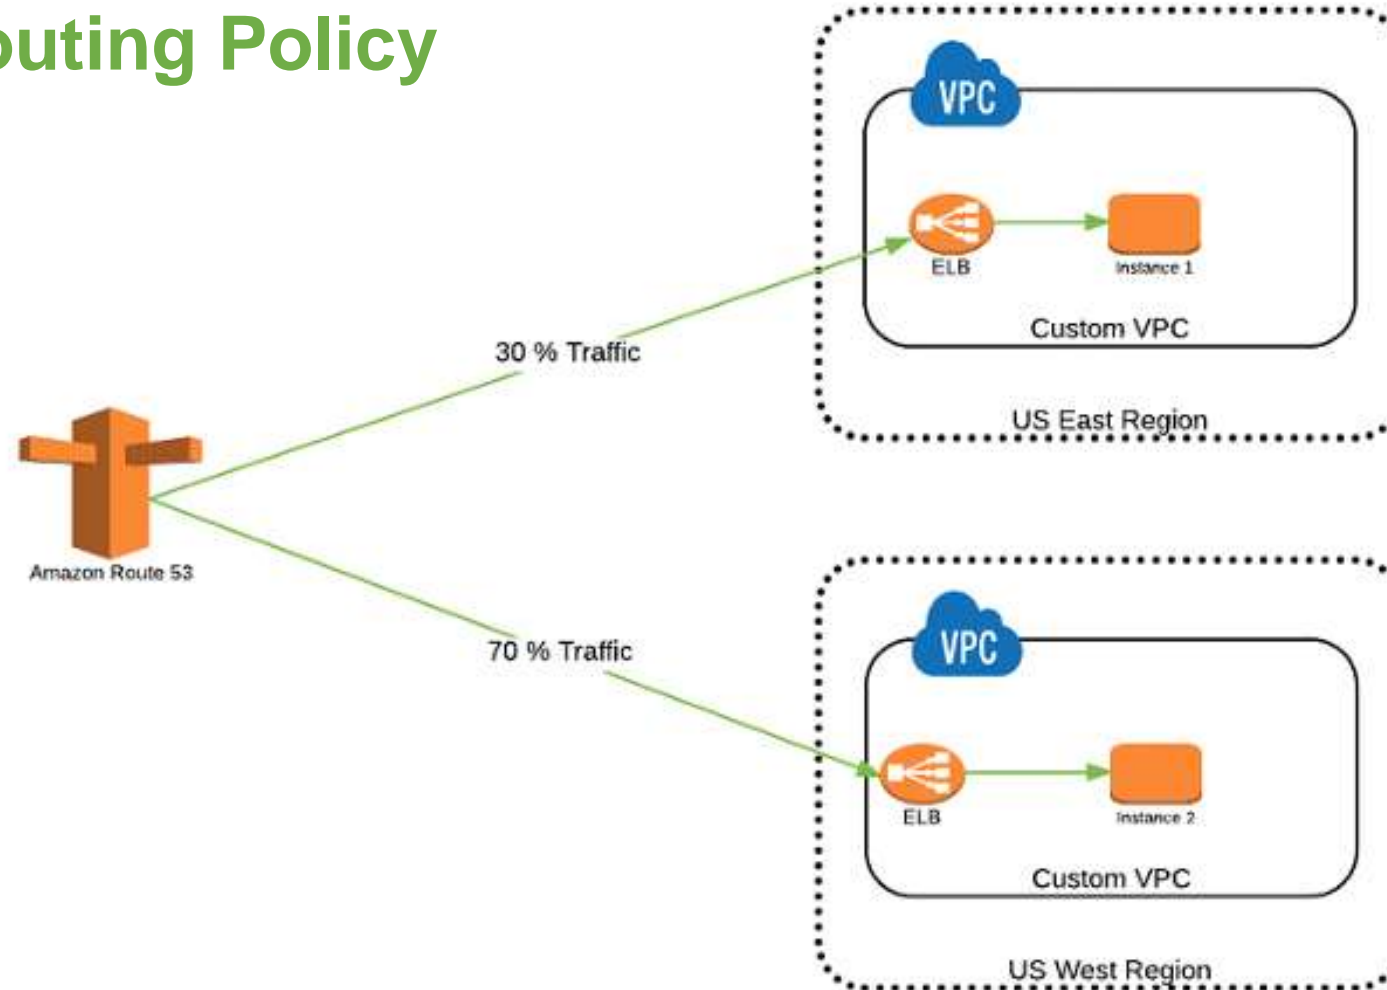 outing Policy
VPC
ELB
Instance 1
Custom VPC
30 % Traffic
US East Region
Amazon Route 53
VPC
70 % Traffic
ELB
Instance 2
Custom VPC
US West Region